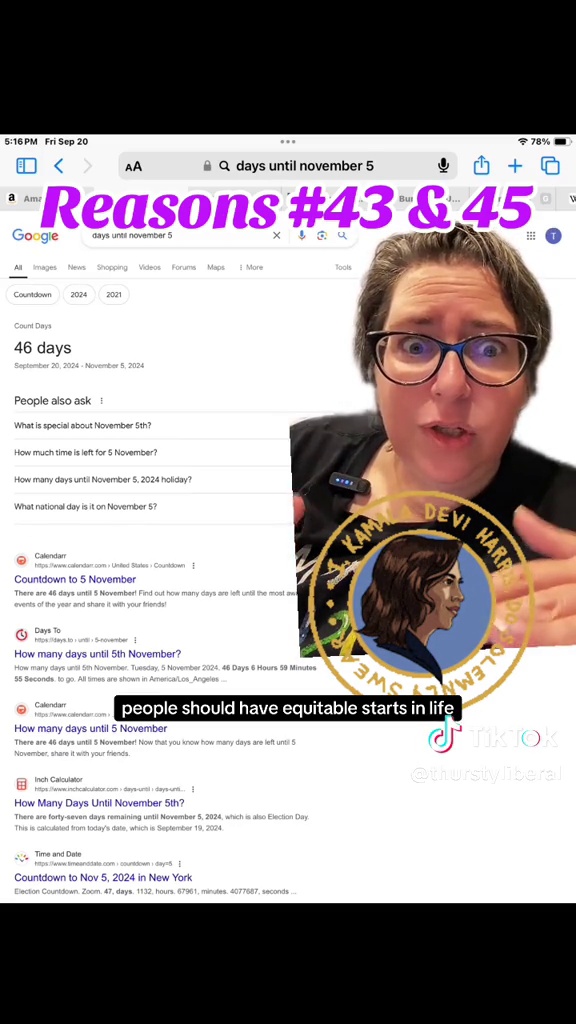 5:16 PM Fri Sep 20
78%
AA
days until november 5
a Ama
Reasons #43 & 45
Google
days until november 5
T
All Images News Shopping Videos Forums Maps More Tools
Countdown 2024 2021
Count Days
46 days
September 20, 2024 - November 5, 2024
People also ask
What is special about November 5th?
How much time is left for 5 November?
How many days until November 5, 2024 holiday?
What national day is it on November 5?
Calendarr
https://www.calendarr.com › United States › Countdown
Countdown to 5 November
There are 46 days until 5 November! Find out how many days are left until the most aw
events of the year and share it with your friends!
Days To
https://days.to › until › 5-november
How many days until 5th November?
How many days until 5th November. Tuesday, 5 November 2024. 46 Days 6 Hours 59 Minutes
55 Seconds. to go. All times are shown in America/Los_Angeles ...
I, KAMALA DEVI HARRIS DO SOLEMNLY SWEAR...
Calendarr
https://www.calendarr.com
people should have equitable starts in life
How many days until 5 November
There are 46 days until 5 November! Now that you know how many days are left until 5
November, share it with your friends.
TikTok
@thurstyliberal
Inch Calculator
https://www.inchcalculator.com › days-until › days-unti...
How Many Days Until November 5th?
There are forty-seven days remaining until November 5, 2024, which is also Election Day.
This is calculated from today's date, which is September 19, 2024.
Time and Date
https://www.timeanddate.com › countdown › day=5
Countdown to Nov 5, 2024 in New York
Election Countdown. Zoom. 47, days. 1132, hours. 67961, minutes. 4077687, seconds ...